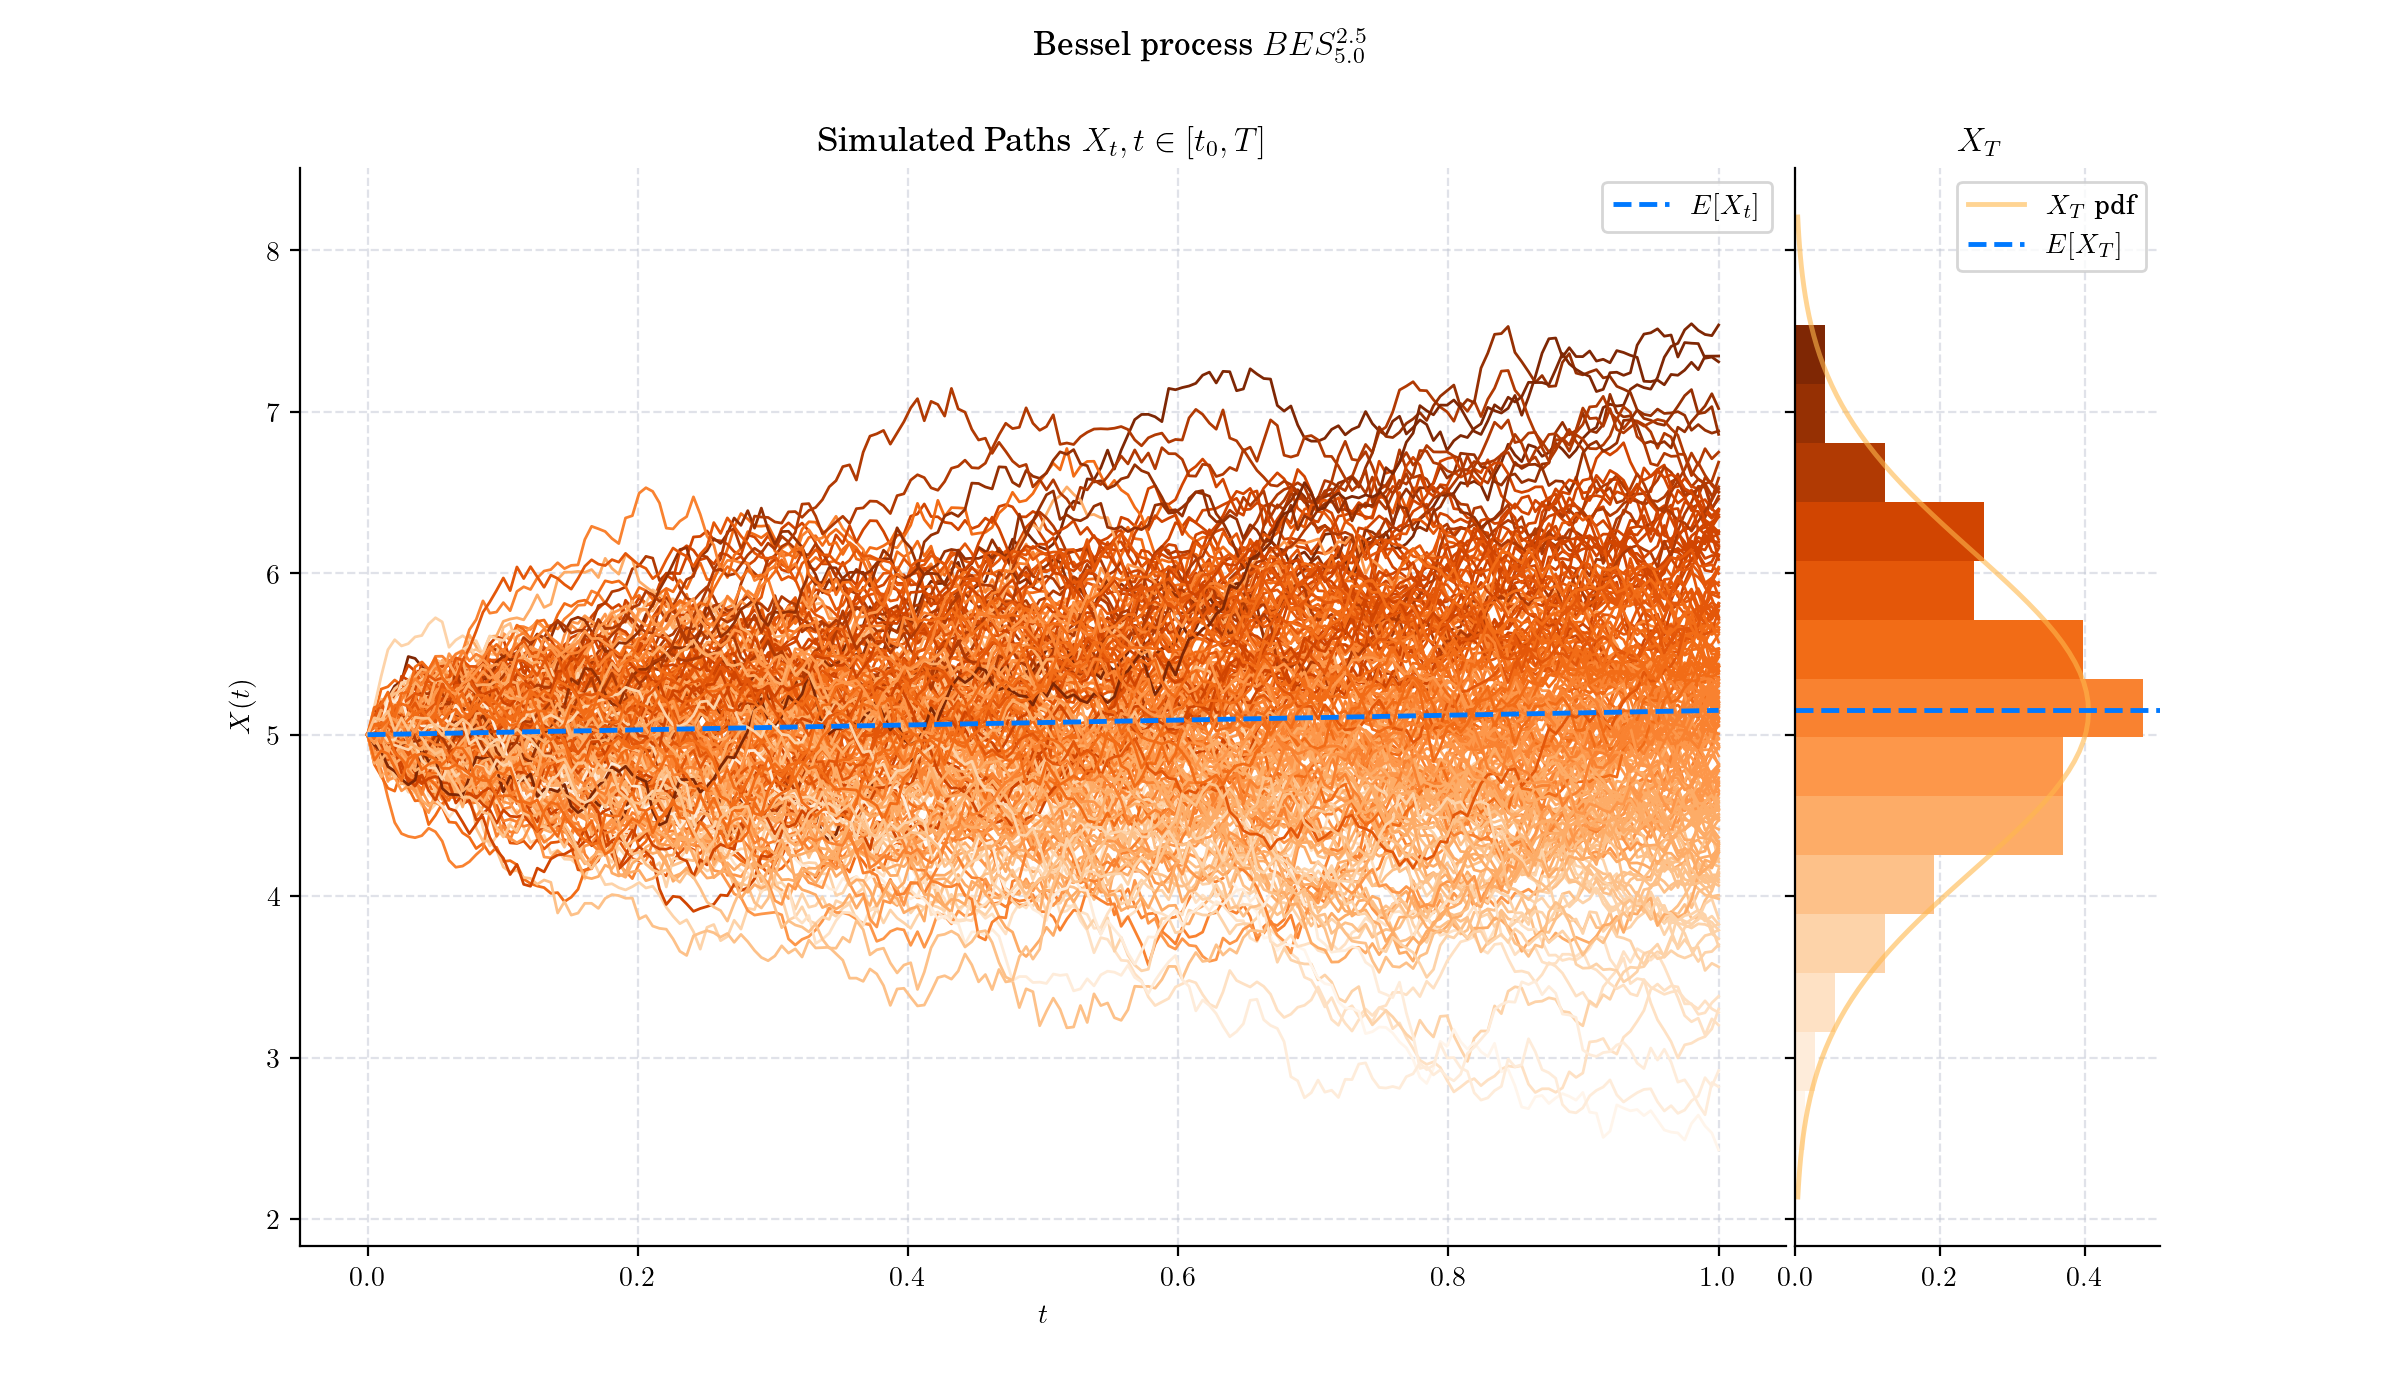 Bessel process $BES_{5.0}^{2.5}$
Simulated Paths $X_t, t \in [t_0, T]$
$X_T$
$E[X_t]$
$X_T$ pdf
$E[X_T]$
8
7
6
5
4
3
2
$X(t)$
0.0
0.2
0.4
0.6
0.8
1.0
0.0
0.2
0.4
$t$